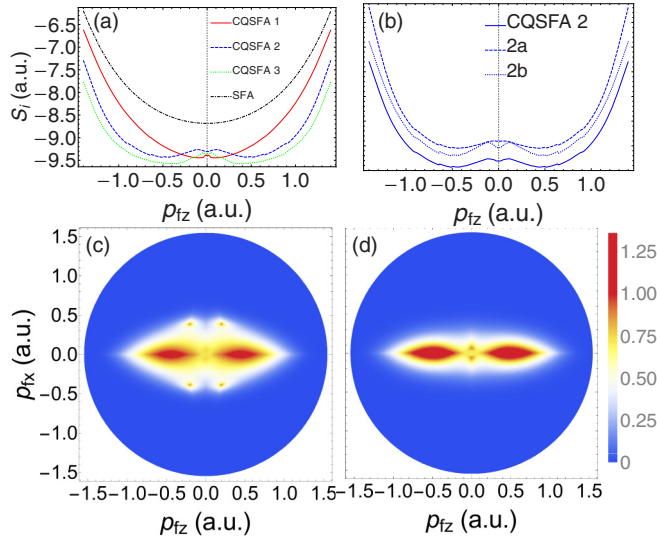 (a)
CQSFA 1
CQSFA 2
CQSFA 3
SFA
S_i (a.u.)
−6.5
−7.0
−7.5
−8.0
−8.5
−9.0
−9.5
−1.0 −0.5 0.0 0.5 1.0
p_fz (a.u.)
(b)
CQSFA 2
2a
2b
−1.0 −0.5 0.0 0.5 1.0
p_fz (a.u.)
(c)
p_fx (a.u.)
1.5
1.0
0.5
0.0
−0.5
−1.0
−1.5
−1.5 −1.0 −0.5 0.0 0.5 1.0 1.5
p_fz (a.u.)
(d)
−1.5 −1.0 −0.5 0.0 0.5 1.0 1.5
p_fz (a.u.)
1.25
1.00
0.75
0.50
0.25
0